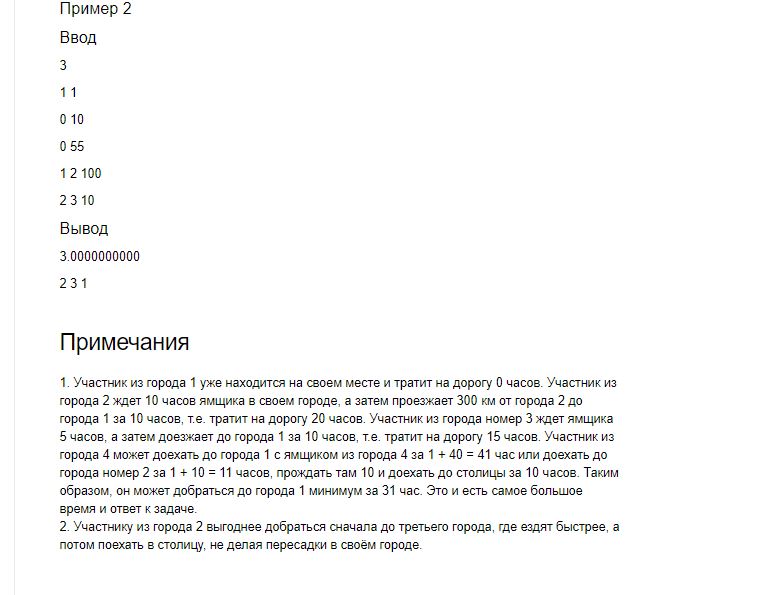 Пример 2
Ввод
3
1 1
0 10
0 55
1 2 100
2 3 10
Вывод
3.0000000000
2 3 1
Примечания
1. Участник из города 1 уже находится на своем месте и тратит на дорогу 0 часов. Участник из
города 2 ждет 10 часов ямщика в своем городе, а затем проезжает 300 км от города 2 до
города 1 за 10 часов, т.е. тратит на дорогу 20 часов. Участник из города номер 3 ждет ямщика
5 часов, а затем доезжает до города 1 за 10 часов, т.е. тратит на дорогу 15 часов. Участник из
города 4 может доехать до города 1 с ямщиком из города 4 за 1 + 40 = 41 час или доехать до
города номер 2 за 1 + 10 = 11 часов, прождать там 10 и доехать до столицы за 10 часов. Таким
образом, он может добраться до города 1 минимум за 31 час. Это и есть самое большое
время и ответ к задаче.
2. Участнику из города 2 выгоднее добраться сначала до третьего города, где ездят быстрее, а
потом поехать в столицу, не делая пересадки в своём городе.